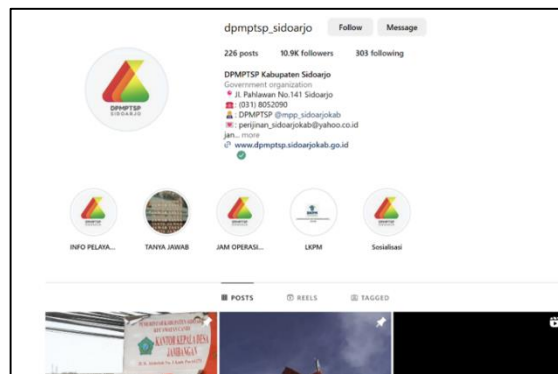 dpmptsp_sidoarjo Follow Message
226 posts 10.9K followers 303 following
DPMPTSP Kabupaten Sidoarjo
Government organization
Jl. Pahlawan No.141 Sidoarjo
: (031) 8052090
: DPMPTSP @mpp_sidoarjokab
: perijinan_sidoarjokab@yahoo.co.id
jan... more
www.dpmptsp.sidoarjokab.go.id
DPMPTSP
SIDOARJO
INFO PELAYA... TANYA JAWAB JAM OPERASI... LKPM Sosialisasi
POSTS REELS TAGGED
KANTOR KEPALA DESA
JAMBANGAN